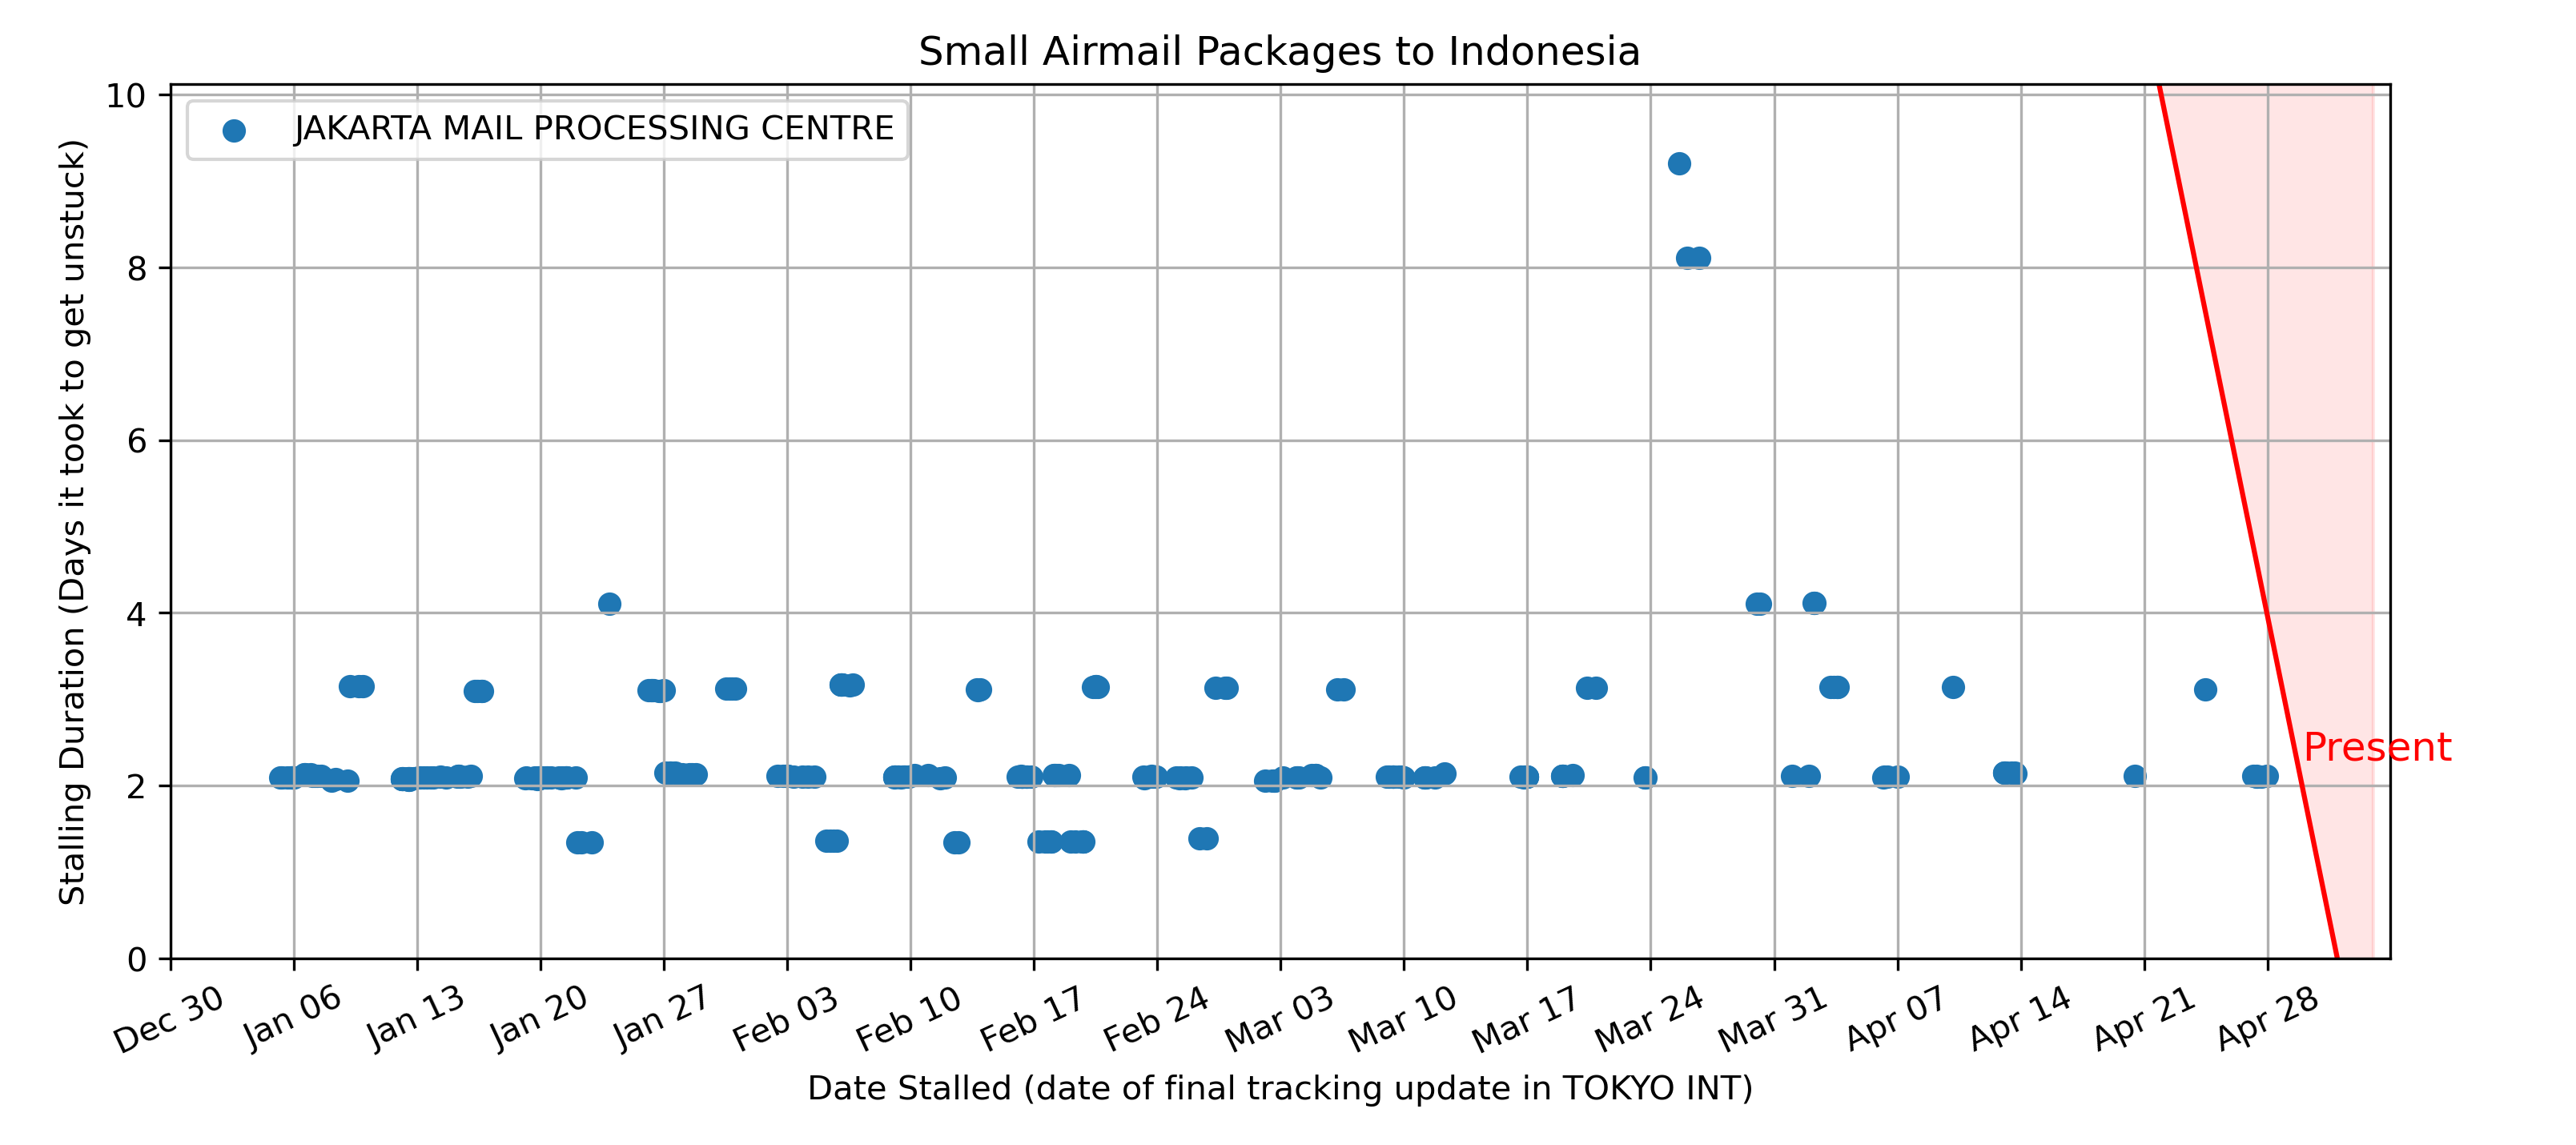 Small Airmail Packages to Indonesia
JAKARTA MAIL PROCESSING CENTRE
Stalling Duration (Days it took to get unstuck)
10
8
6
4
2
0
Present
Dec 30
Jan 06
Jan 13
Jan 20
Jan 27
Feb 03
Feb 10
Feb 17
Feb 24
Mar 03
Mar 10
Mar 17
Mar 24
Mar 31
Apr 07
Apr 14
Apr 21
Apr 28
Date Stalled (date of final tracking update in TOKYO INT)